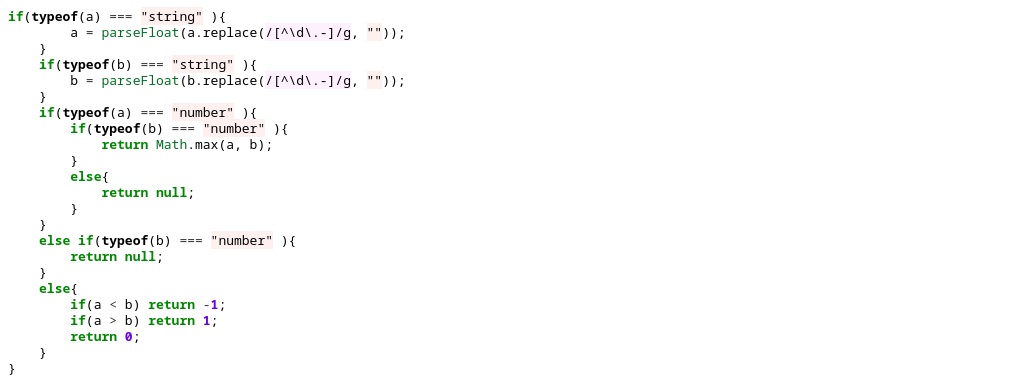 if(typeof(a) === "string" ){
        a = parseFloat(a.replace(/[^\d\.-]/g, ""));
    }
    if(typeof(b) === "string" ){
        b = parseFloat(b.replace(/[^\d\.-]/g, ""));
    }
    if(typeof(a) === "number" ){
        if(typeof(b) === "number" ){
            return Math.max(a, b);
        }
        else{
            return null;
        }
    }
    else if(typeof(b) === "number" ){
        return null;
    }
    else{
        if(a < b) return -1;
        if(a > b) return 1;
        return 0;
    }
}